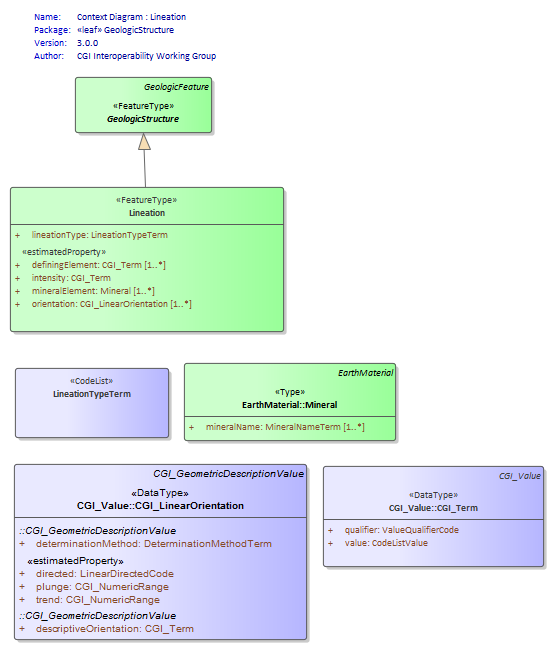 Name: Context Diagram : Lineation
Package: «leaf» GeologicStructure
Version: 3.0.0
Author: CGI Interoperability Working Group
GeologicFeature
«FeatureType»
GeologicStructure
«FeatureType»
Lineation
+ lineationType: LineationTypeTerm
«estimatedProperty»
+ definingElement: CGI_Term [1..*]
+ intensity: CGI_Term
+ mineralElement: Mineral [1..*]
+ orientation: CGI_LinearOrientation [1..*]
«CodeList»
LineationTypeTerm
EarthMaterial
«Type»
EarthMaterial::Mineral
+ mineralName: MineralNameTerm [1..*]
CGI_GeometricDescriptionValue
«DataType»
CGI_Value::CGI_LinearOrientation
::CGI_GeometricDescriptionValue
+ determinationMethod: DeterminationMethodTerm
«estimatedProperty»
+ directed: LinearDirectedCode
+ plunge: CGI_NumericRange
+ trend: CGI_NumericRange
::CGI_GeometricDescriptionValue
+ descriptiveOrientation: CGI_Term
CGI_Value
«DataType»
CGI_Value::CGI_Term
+ qualifier: ValueQualifierCode
+ value: CodeListValue